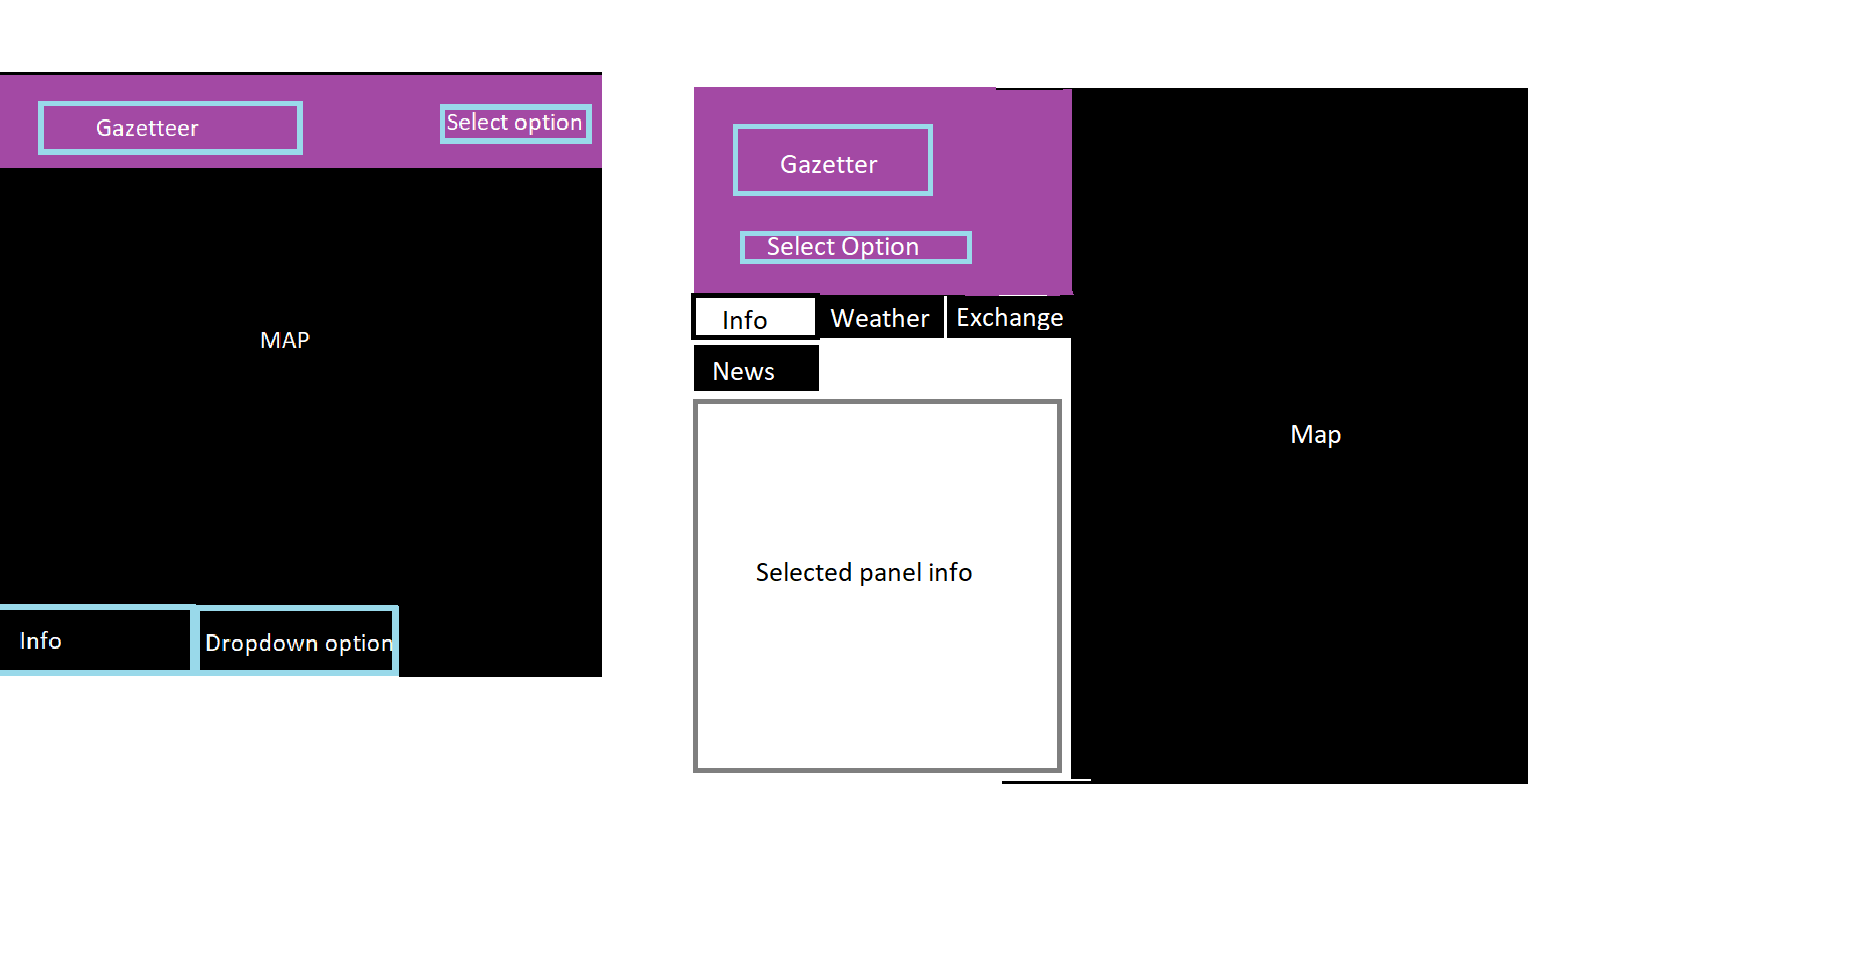 Gazetteer
Select option
MAP
Info
Dropdown option
Gazetter
Select Option
Info
Weather
Exchange
News
Selected panel info
Map